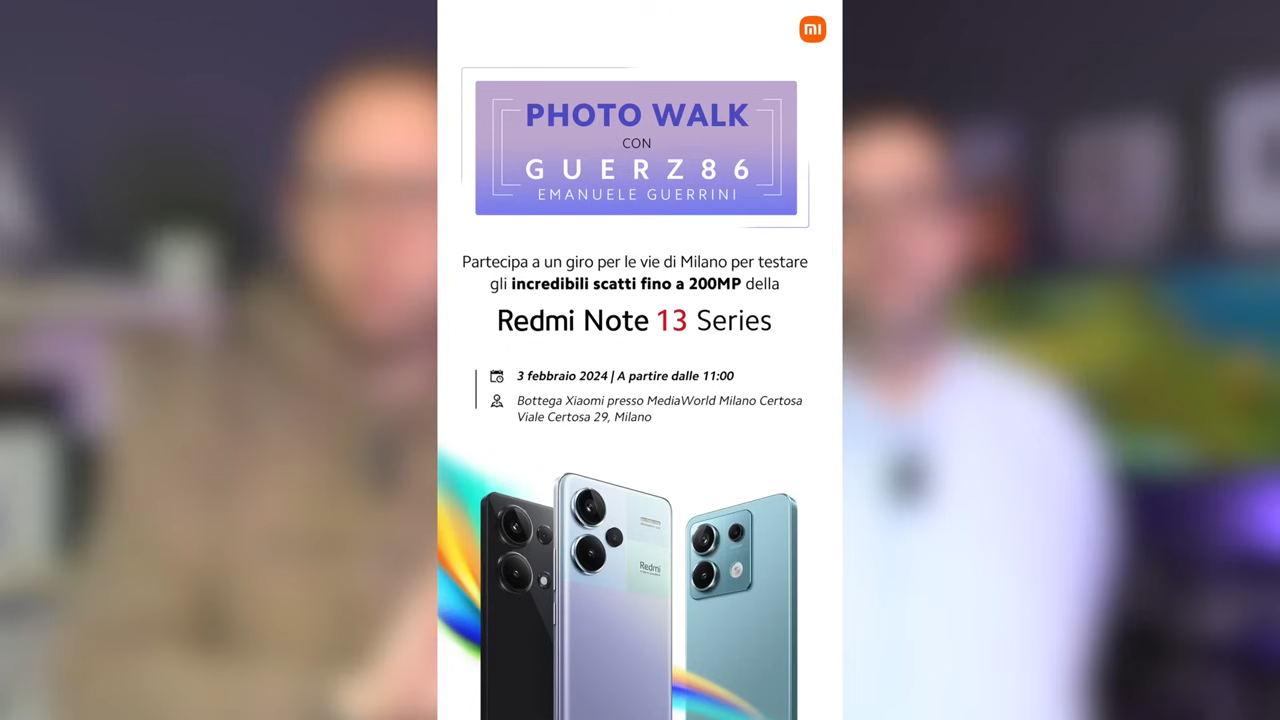 mi
PHOTO WALK
CON
GUERZ86
EMANUELE GUERRINI
Partecipa a un giro per le vie di Milano per testare
gli incredibili scatti fino a 200MP della
Redmi Note 13 Series
3 febbraio 2024 | A partire dalle 11:00
Bottega Xiaomi presso MediaWorld Milano Certosa
Viale Certosa 29, Milano
Redmi